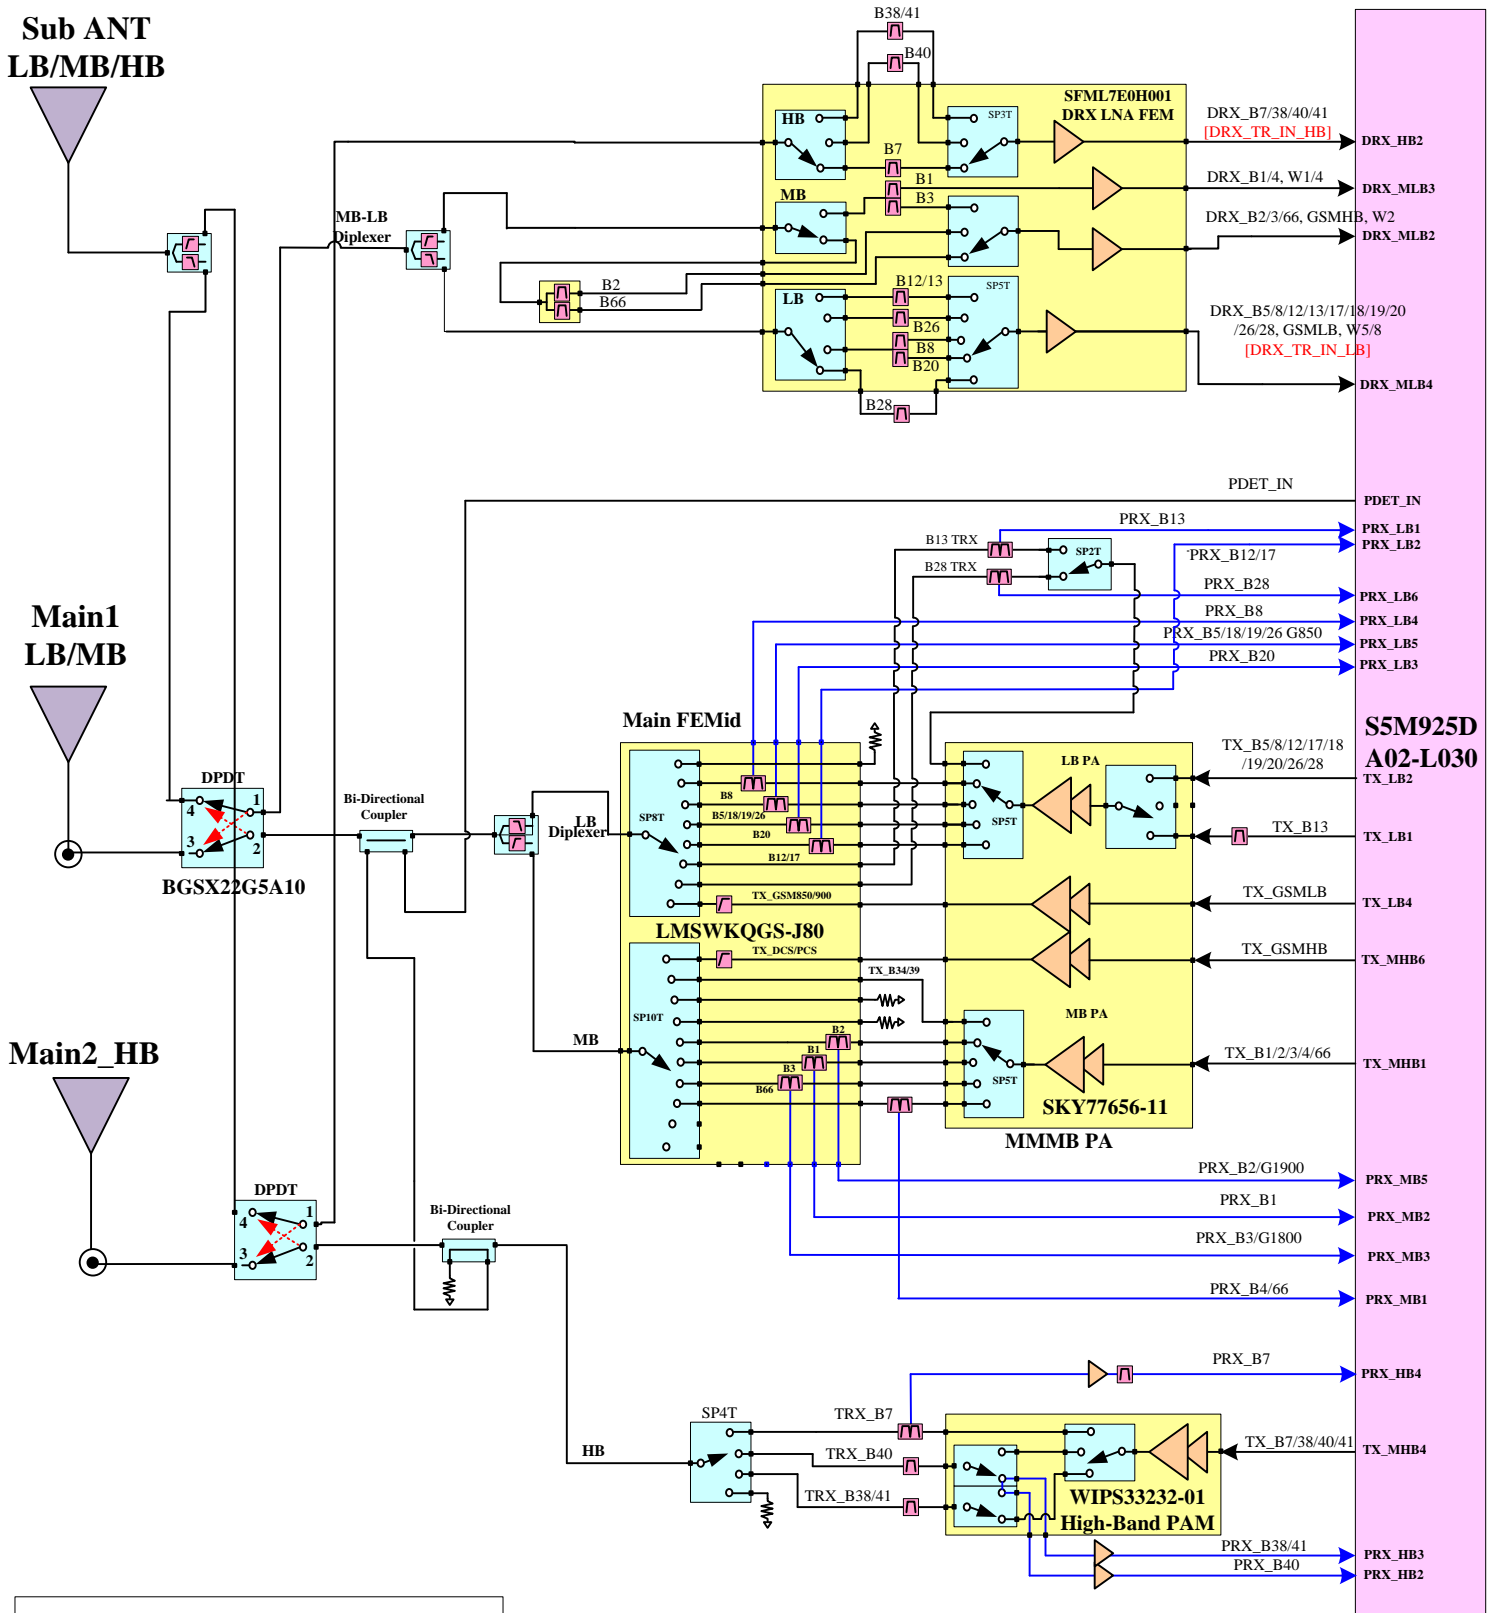 Sub ANT
LB/MB/HB
B38/41
B40
SFML7E0H001
DRX LNA FEM
HB
SP3T
B7
DRX_B7/38/40/41
[DRX_TR_IN_HB]
DRX_HB2
B1
DRX_B1/4, W1/4
DRX_MLB3
MB
B3
DRX_B2/3/66, GSMHB, W2
DRX_MLB2
MB-LB
Diplexer
B2
B66
B12/13
SP5T
LB
B26
B8
B20
B28
DRX_B5/8/12/13/17/18/19/20
/26/28, GSMLB, W5/8
[DRX_TR_IN_LB]
DRX_MLB4
PDET_IN
PDET_IN
PRX_B13
PRX_LB1
B13 TRX
SP2T
PRX_LB2
PRX_B12/17
B28 TRX
PRX_B28
PRX_LB6
PRX_B8
PRX_LB4
PRX_B5/18/19/26 G850
PRX_LB5
PRX_B20
PRX_LB3
Main1
LB/MB
Main FEMid
S5M925D
A02-L030
DPDT
1
4
3
2
BGSX22G5A10
Bi-Directional
Coupler
LB
Diplexer
SP8T
B8
B5/18/19/26
B20
B12/17
TX_GSM850/900
LMSWKQGS-J80
LB PA
SP5T
TX_B5/8/12/17/18
/19/20/26/28
TX_LB2
TX_B13
TX_LB1
TX_GSMLB
TX_LB4
TX_DCS/PCS
TX_GSMHB
TX_MHB6
TX_B34/39
SP10T
MB
B2
B1
B3
B66
MB PA
SP5T
TX_B1/2/3/4/66
TX_MHB1
SKY77656-11
MMMB PA
Main2_HB
PRX_B2/G1900
PRX_MB5
PRX_B1
PRX_MB2
PRX_B3/G1800
PRX_MB3
PRX_B4/66
PRX_MB1
DPDT
1
4
3
2
Bi-Directional
Coupler
PRX_B7
PRX_HB4
SP4T
HB
TRX_B7
TRX_B40
TRX_B38/41
TX_B7/38/40/41
TX_MHB4
WIPS33232-01
High-Band PAM
PRX_B38/41
PRX_HB3
PRX_B40
PRX_HB2